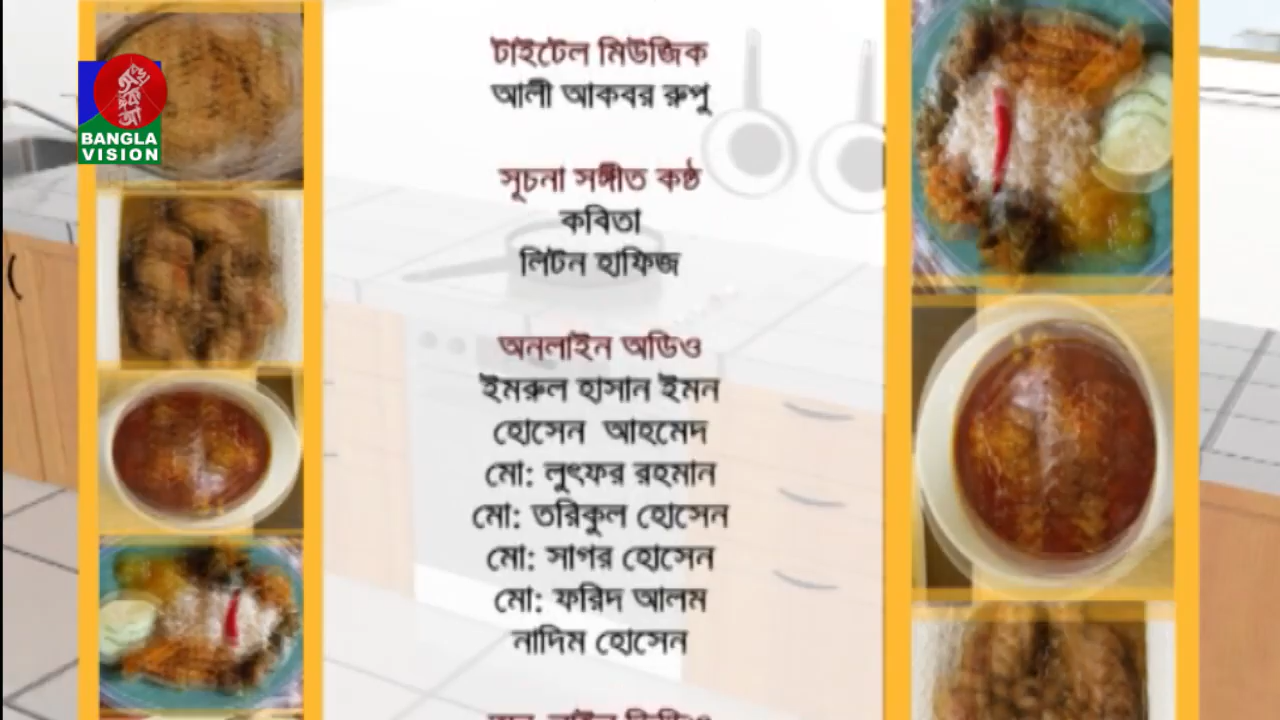 BANGLA
VISION
টাইটেল মিউজিক
আলী আকবর রুপু
সূচনা সঙ্গীত কন্ঠ
কবিতা
লিটন হাফিজ
অনলাইন অডিও
ইমরুল হাসান ইমন
হোসেন আহমেদ
মো: লুৎফর রহমান
মো: তরিকুল হোসেন
মো: সাগর হোসেন
মো: ফরিদ আলম
নাদিম হোসেন